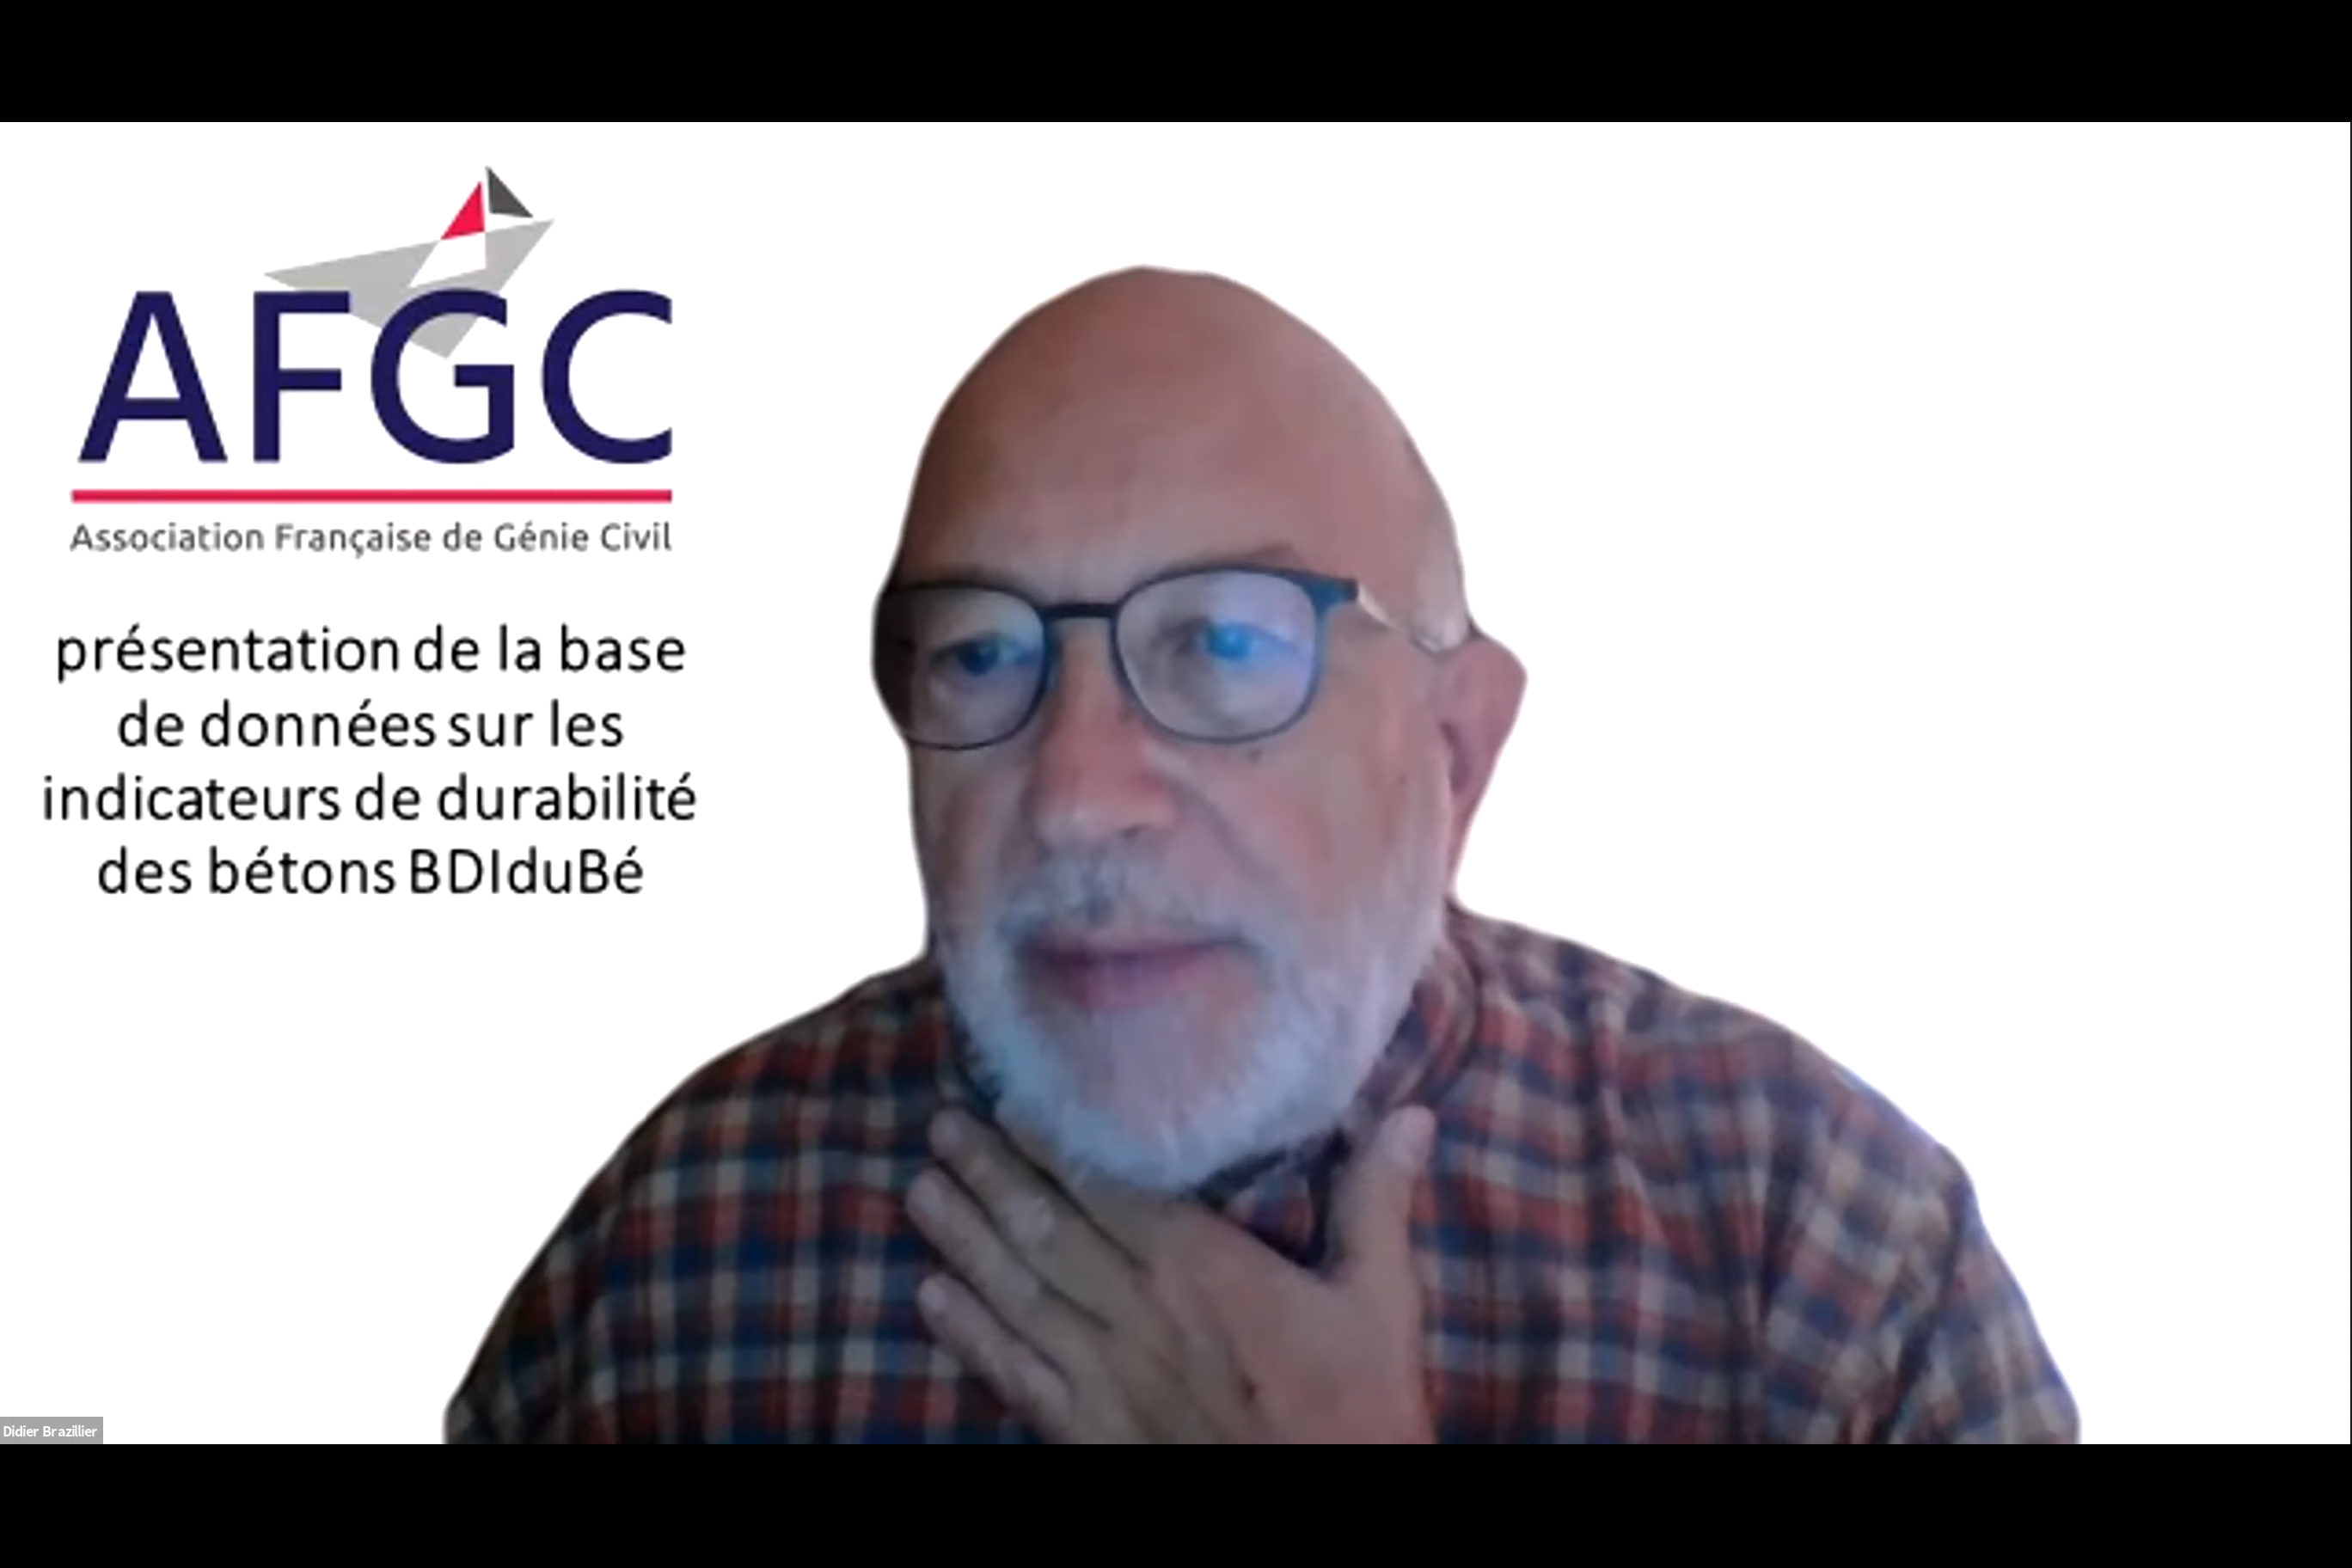 AFGC
Association Française de Génie Civil
présentation de la base
de données sur les
indicateurs de durabilité
des bétons BDIduBé
Didier Brazillier